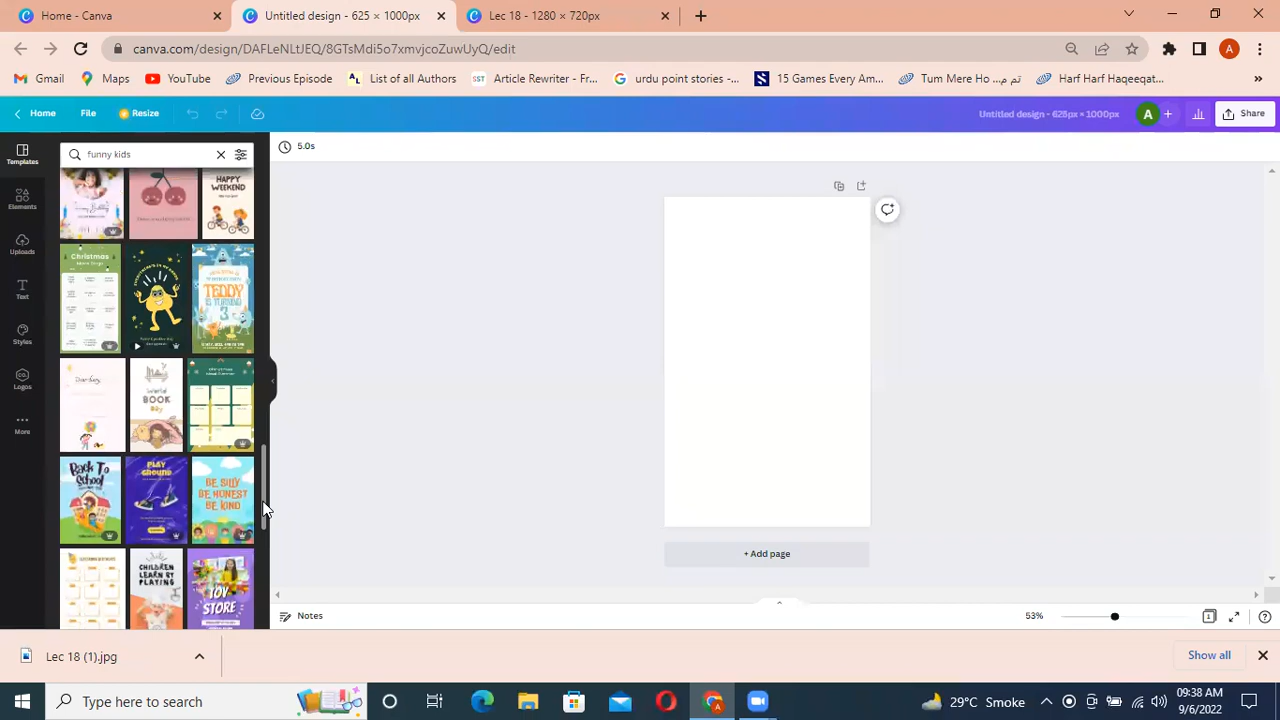 Home - Canva
Untitled design - 625 × 1000px
Lec 18 - 1280 × 720px
canva.com/design/DAFLeNLtJEQ/8GTsMdi5o7xmvjcoZuwUyQ/edit
A
Gmail
Maps
YouTube
Previous Episode
List of all Authors
Article Rewriter - Fr...
urdu point stories -...
15 Games Every Am...
Tum Mere Ho ...تم م
Harf Harf Haqeeqat...
Home
File
Resize
Untitled design - 625px × 1000px
A
Share
Templates
funny kids
5.0s
Elements
Uploads
Text
Styles
Logos
More
HAPPY
WEEKEND
Christmas
TEDDY
IS TURNING
3
BOOK
Day
Back To
School
PLAY
GROUND
BE SILLY
BE HONEST
BE KIND
CHILDREN
LEARN BY
PLAYING
TOY
STORE
+ Add page
Notes
53%
1
Lec 18 (1).jpg
Show all
Type here to search
29°C Smoke
09:38 AM
9/6/2022